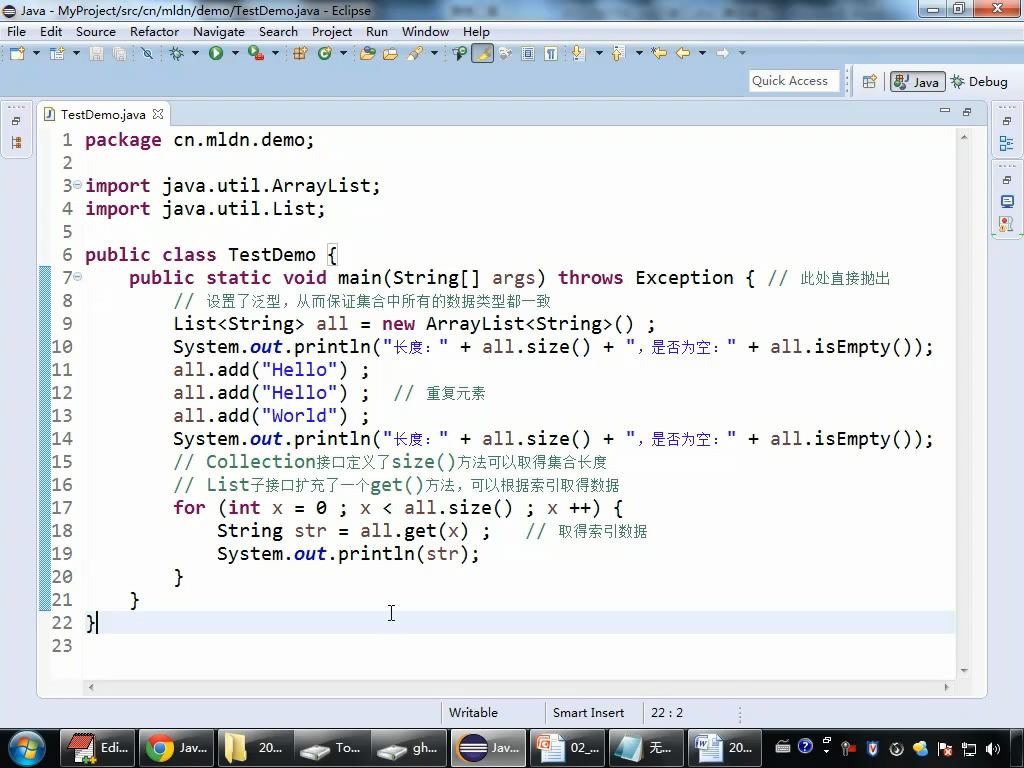 Java - MyProject/src/cn/mldn/demo/TestDemo.java - Eclipse
File Edit Source Refactor Navigate Search Project Run Window Help
Quick Access Java Debug
TestDemo.java
1 package cn.mldn.demo;
2
3 import java.util.ArrayList;
4 import java.util.List;
5
6 public class TestDemo {
7 public static void main(String[] args) throws Exception { // 此处直接抛出
8 // 设置了泛型，从而保证集合中所有的数据类型都一致
9 List<String> all = new ArrayList<String>() ;
10 System.out.println("长度：" + all.size() + "，是否为空：" + all.isEmpty());
11 all.add("Hello") ;
12 all.add("Hello") ; // 重复元素
13 all.add("World") ;
14 System.out.println("长度：" + all.size() + "，是否为空：" + all.isEmpty());
15 // Collection接口定义了size()方法可以取得集合长度
16 // List子接口扩充了一个get()方法，可以根据索引取得数据
17 for (int x = 0 ; x < all.size() ; x ++) {
18 String str = all.get(x) ; // 取得索引数据
19 System.out.println(str);
20 }
21 }
22 }
23
Writable Smart Insert 22 : 2
Edi... Jav... 20... To... gh... Jav... 02_... 无... 20...